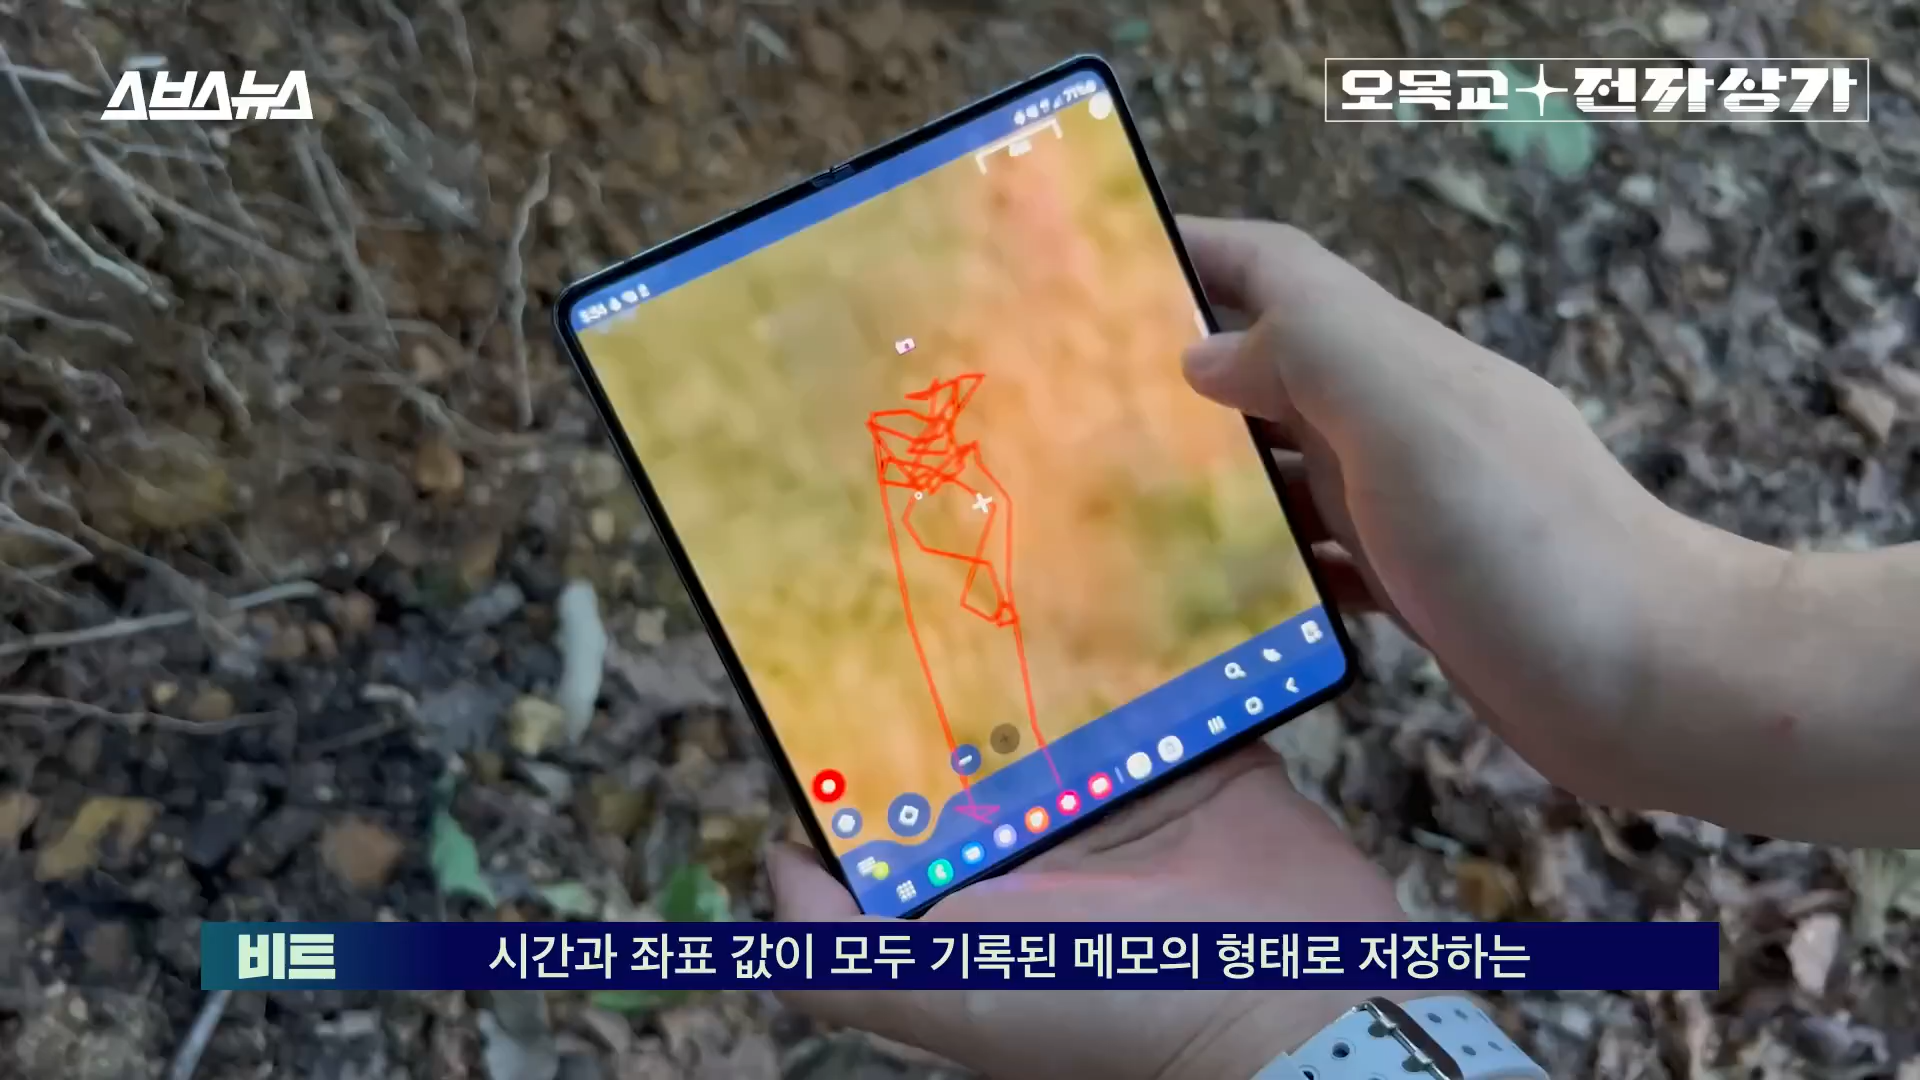 스브스뉴스
오목교 전자상가
비트
시간과 좌표 값이 모두 기록된 메모의 형태로 저장하는